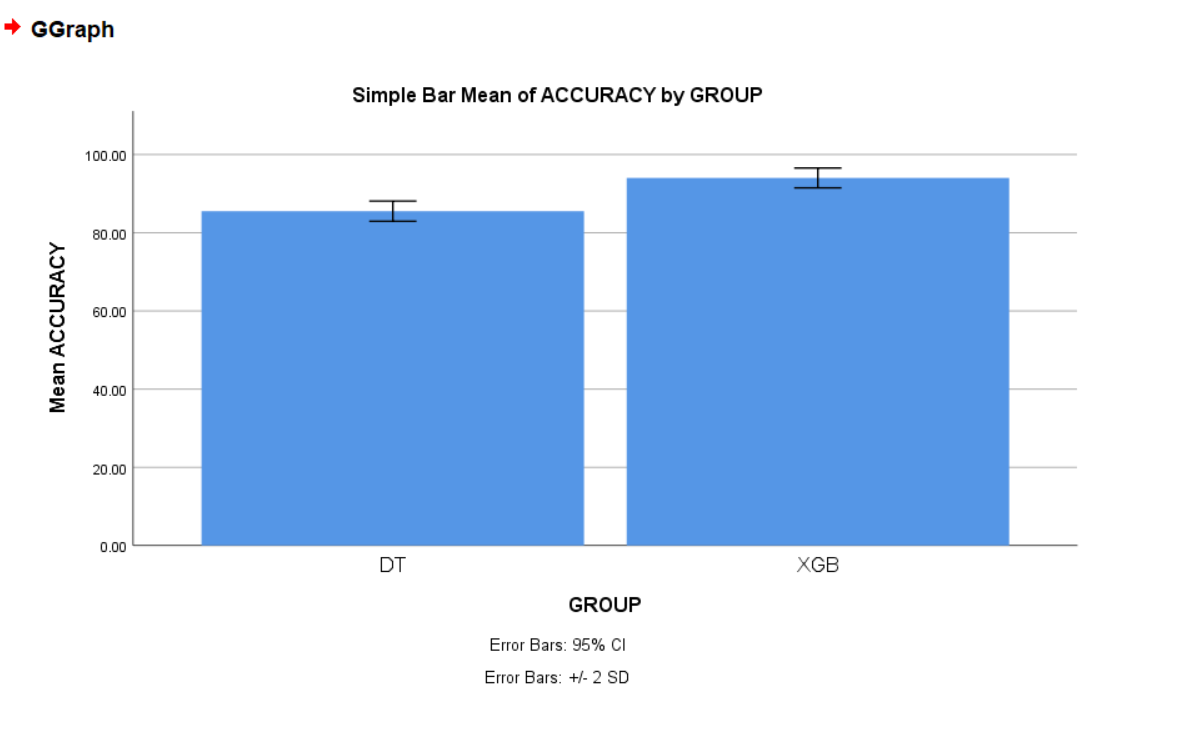 GGraph
Simple Bar Mean of ACCURACY by GROUP
Mean ACCURACY
100.00
80.00
60.00
40.00
20.00
0.00
DT XGB
GROUP
Error Bars: 95% CI
Error Bars: +/- 2 SD